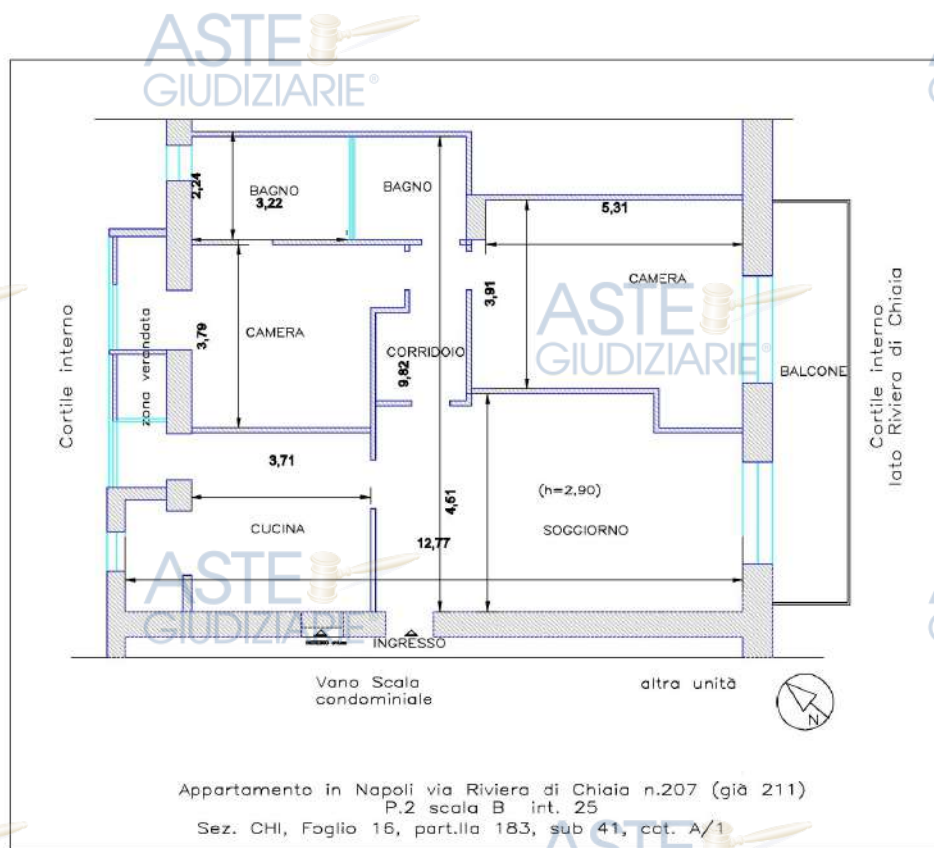 ASTE
GIUDIZIARIE®
2,24
BAGNO
3,22
BAGNO
5,31
CAMERA
3,91
Cortile interno
zona verandata
3,79
CAMERA
CORRIDOIO
9,82
ASTE
GIUDIZIARIE®
BALCONE
Cortile interno
lato Riviera di Chiaia
3,71
4,51
(h=2,90)
CUCINA
12,77
SOGGIORNO
ASTE
GIUDIZIARIE®
INGRESSO
Vano Scala
condominiale
altra unità
N
Appartamento in Napoli via Riviera di Chiaia n.207 (già 211)
P.2 scala B int. 25
Sez. CHI, Foglio 16, part.lla 183, sub 41, cat. A/1
ASTE